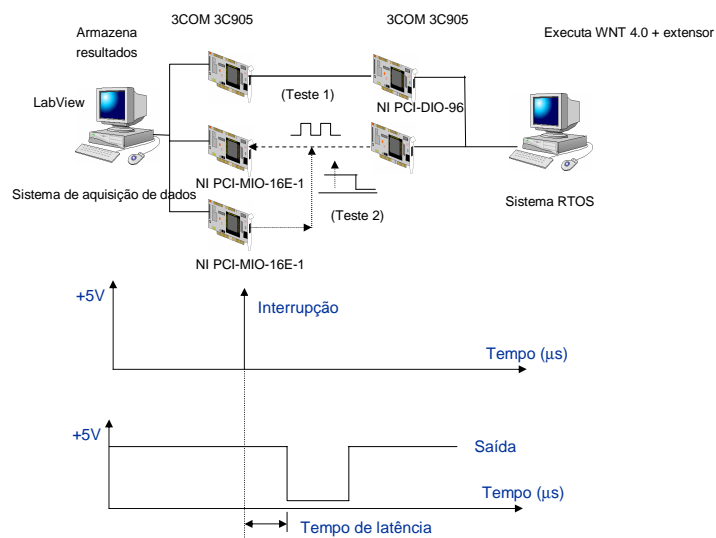 3COM 3C905
3COM 3C905
Armazena
resultados
Executa WNT 4.0 + extensor
LabView
(Teste 1)
NI PCI-DIO-96
NI PCI-MIO-16E-1
Sistema de aquisição de dados
(Teste 2)
Sistema RTOS
NI PCI-MIO-16E-1
+5V
Interrupção
Tempo (µs)
+5V
Saída
Tempo (µs)
Tempo de latência